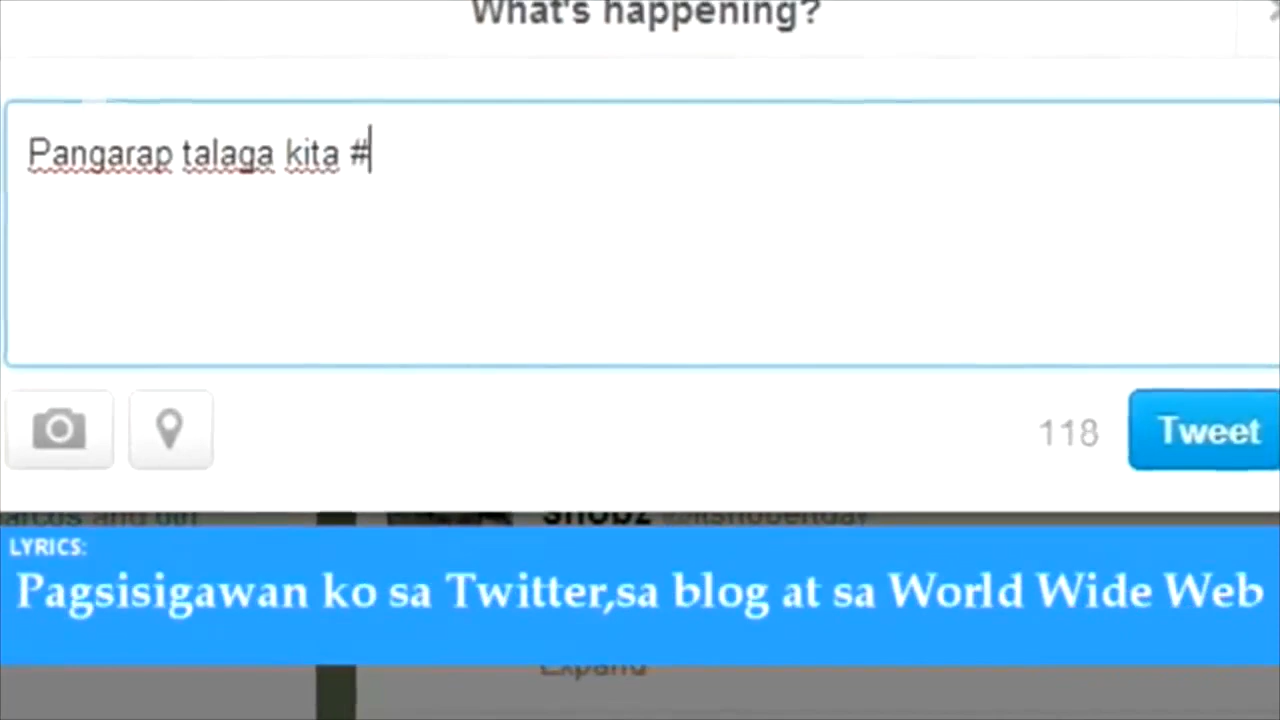 What's happening?
Pangarap talaga kita #
118
Tweet
LYRICS:
Pagsisigawan ko sa Twitter,sa blog at sa World Wide Web
Expand